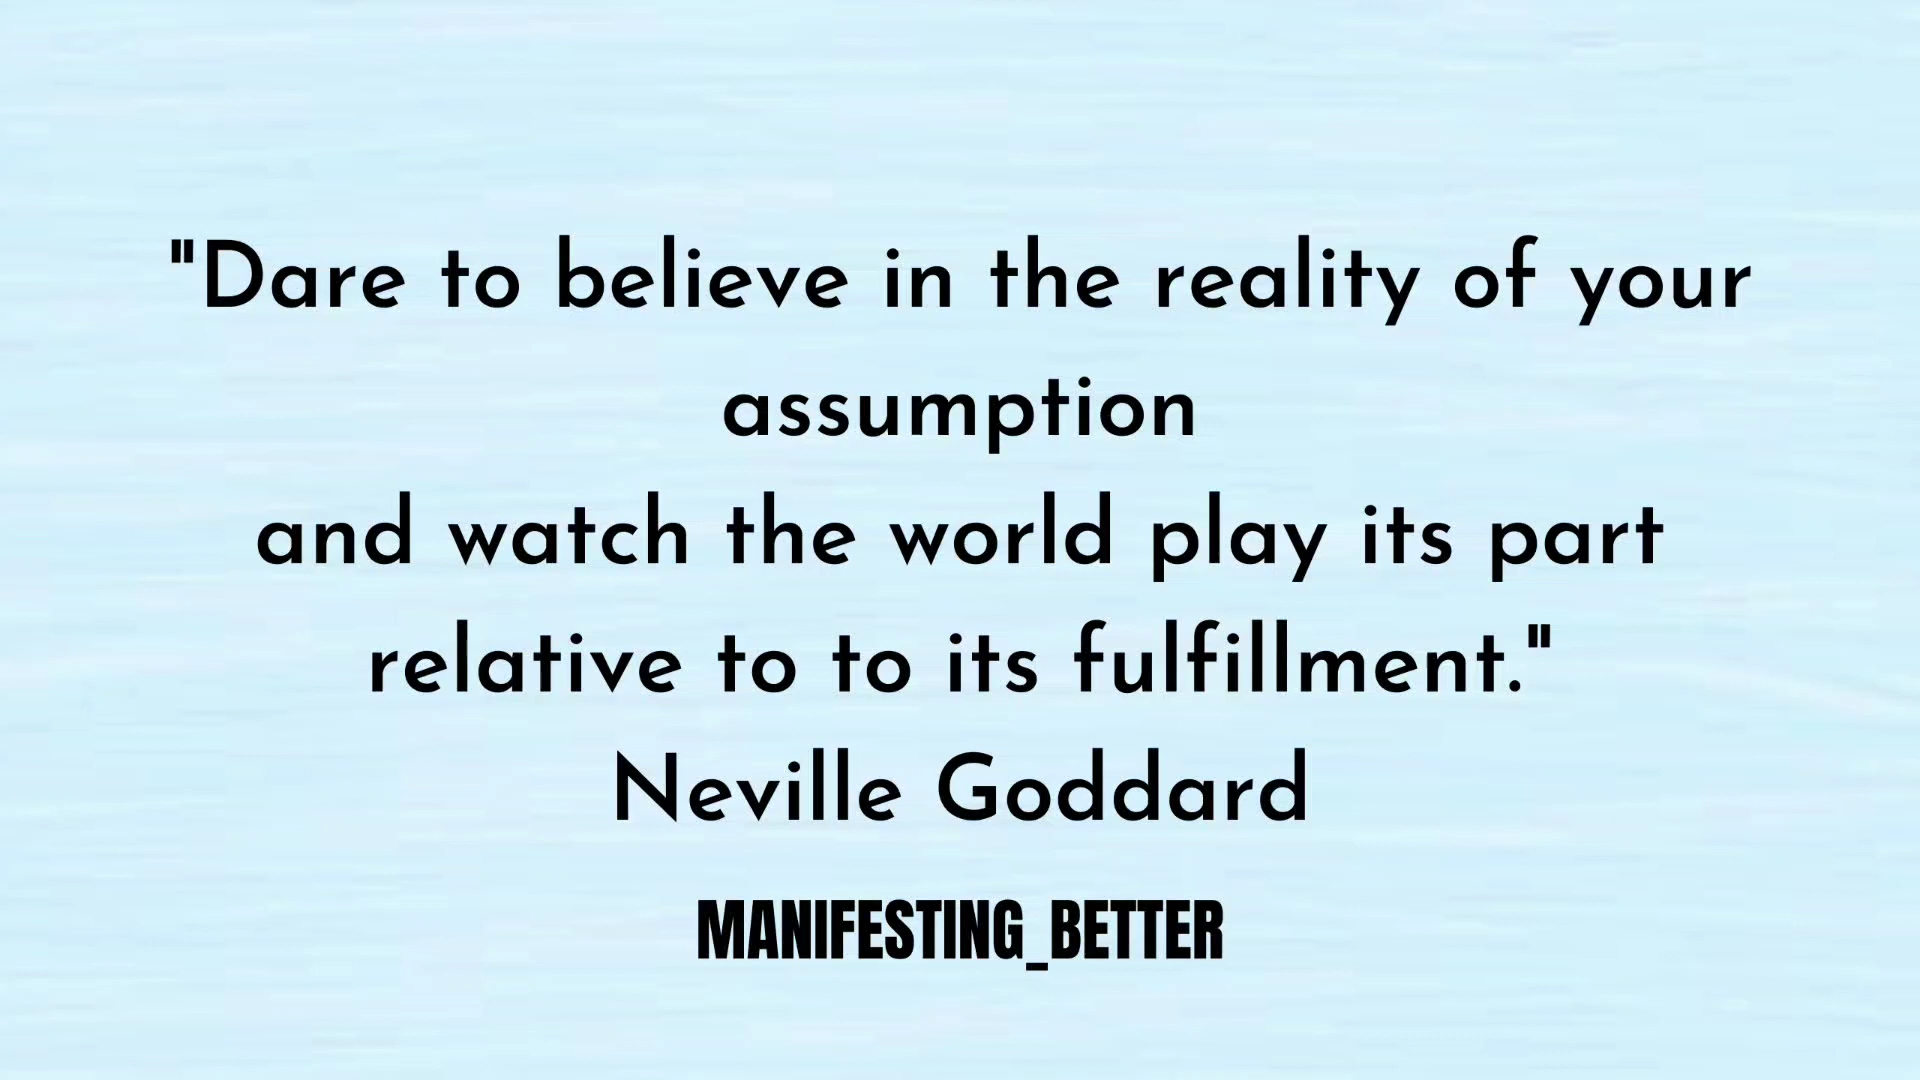 "Dare to believe in the reality of your
assumption
and watch the world play its part
relative to to its fulfillment."
Neville Goddard
MANIFESTING_BETTER